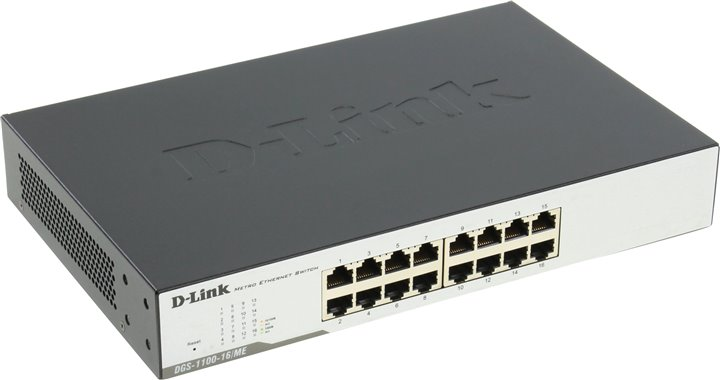 D-Link
1 3 5 7 9 11 13 15
D-Link METRO ETHERNET SWITCH
2 4 6 8 10 12 14 16
Reset
DGS-1100-16/ME